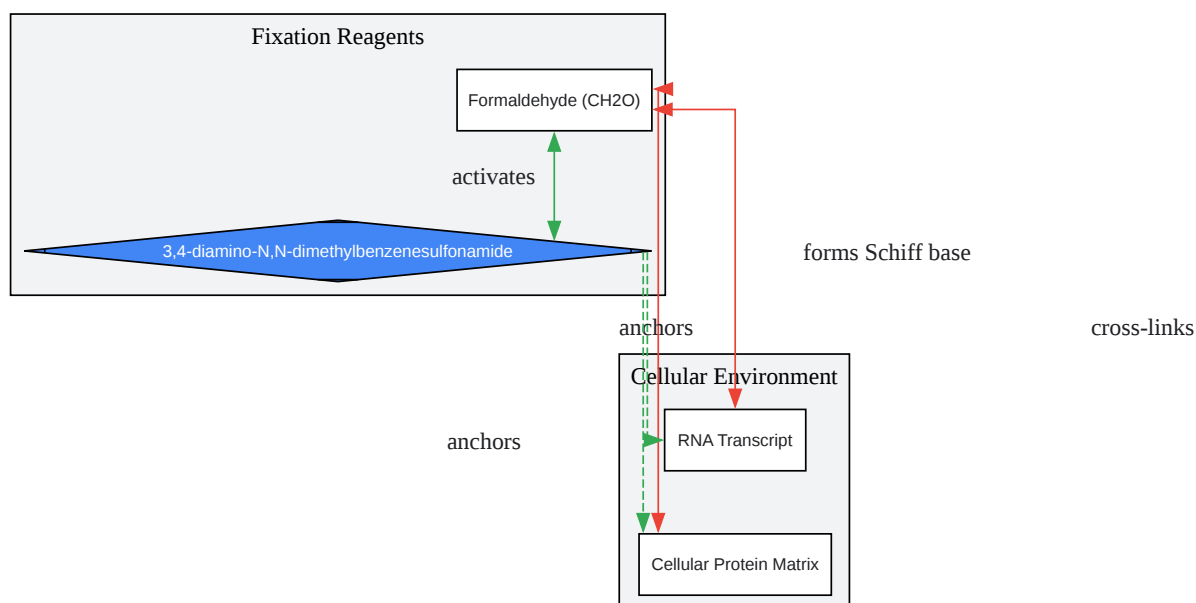 Fixation Reagents
Formaldehyde (CH2O)
activates
3,4-diamino-N,N-dimethylbenzenesulfonamide
forms Schiff base
anchors
cross-links
Cellular Environment
RNA Transcript
anchors
Cellular Protein Matrix